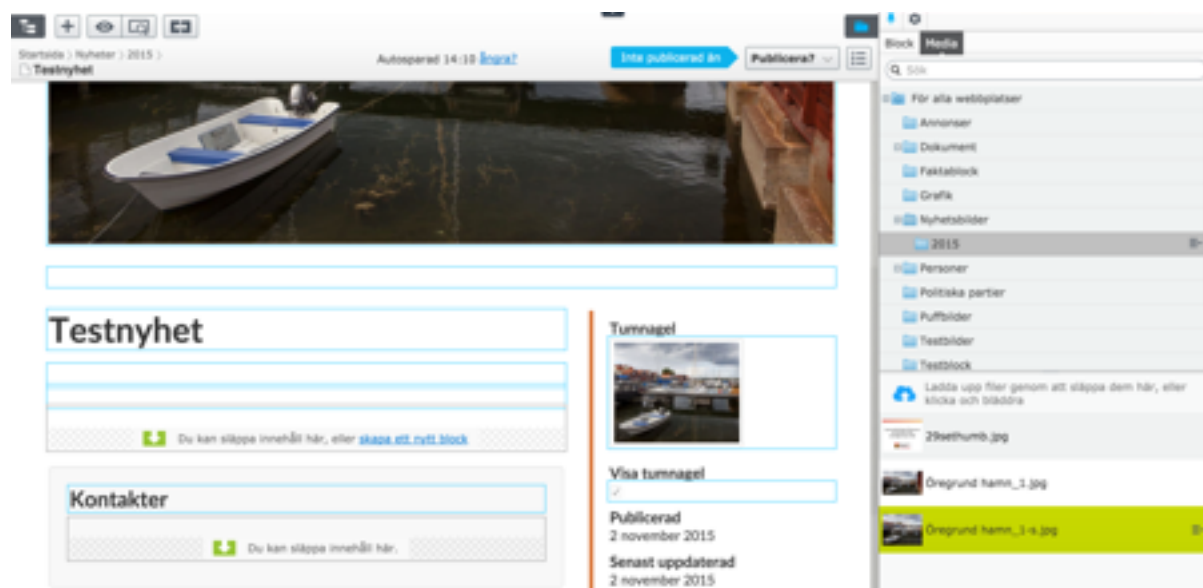 Startsida > Nyheter > 2015 >
Testnyhet
Autosparad 14:10 Ångra?
Inte publicerad än
Publicera?
Testnyhet
Du kan släppa innehåll här, eller skapa ett nytt block
Kontakter
Du kan släppa innehåll här.
Tumnagel
Visa tumnagel
Publicerad
2 november 2015
Senast uppdaterad
2 november 2015
Block
Media
Sök
För alla webbplatser
Annonser
Dokument
Faktablock
Grafik
Nyhetsbilder
2015
Personer
Politiska partier
Puffbilder
Testbilder
Testblock
Ladda upp filer genom att släppa dem här, eller
klicka och bläddra
29sethumb.jpg
Öregrund hamn_1.jpg
Öregrund hamn_1-s.jpg